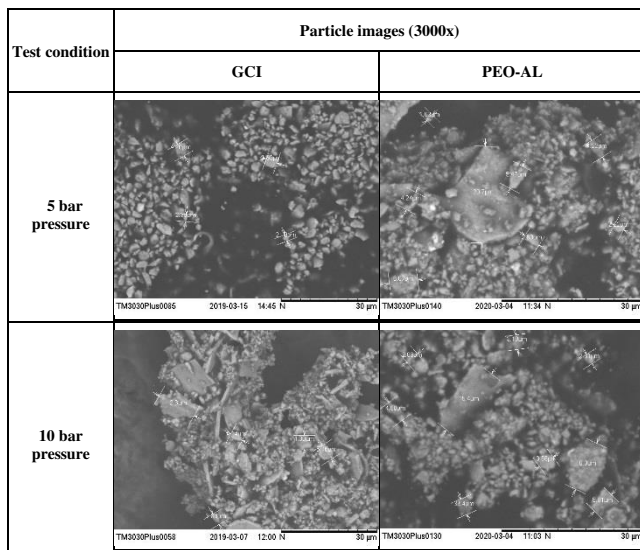 Test condition
Particle images (3000x)
GCI
PEO-AL
5 bar
pressure
TM3030Plus0085 2019-03-15 14:45 N 30 µm
TM3030Plus0140 2020-03-04 11:34 N 30 µm
10 bar
pressure
TM3030Plus0058 2019-03-07 12:00 N 30 µm
TM3030Plus0130 2020-03-04 11:03 N 30 µm